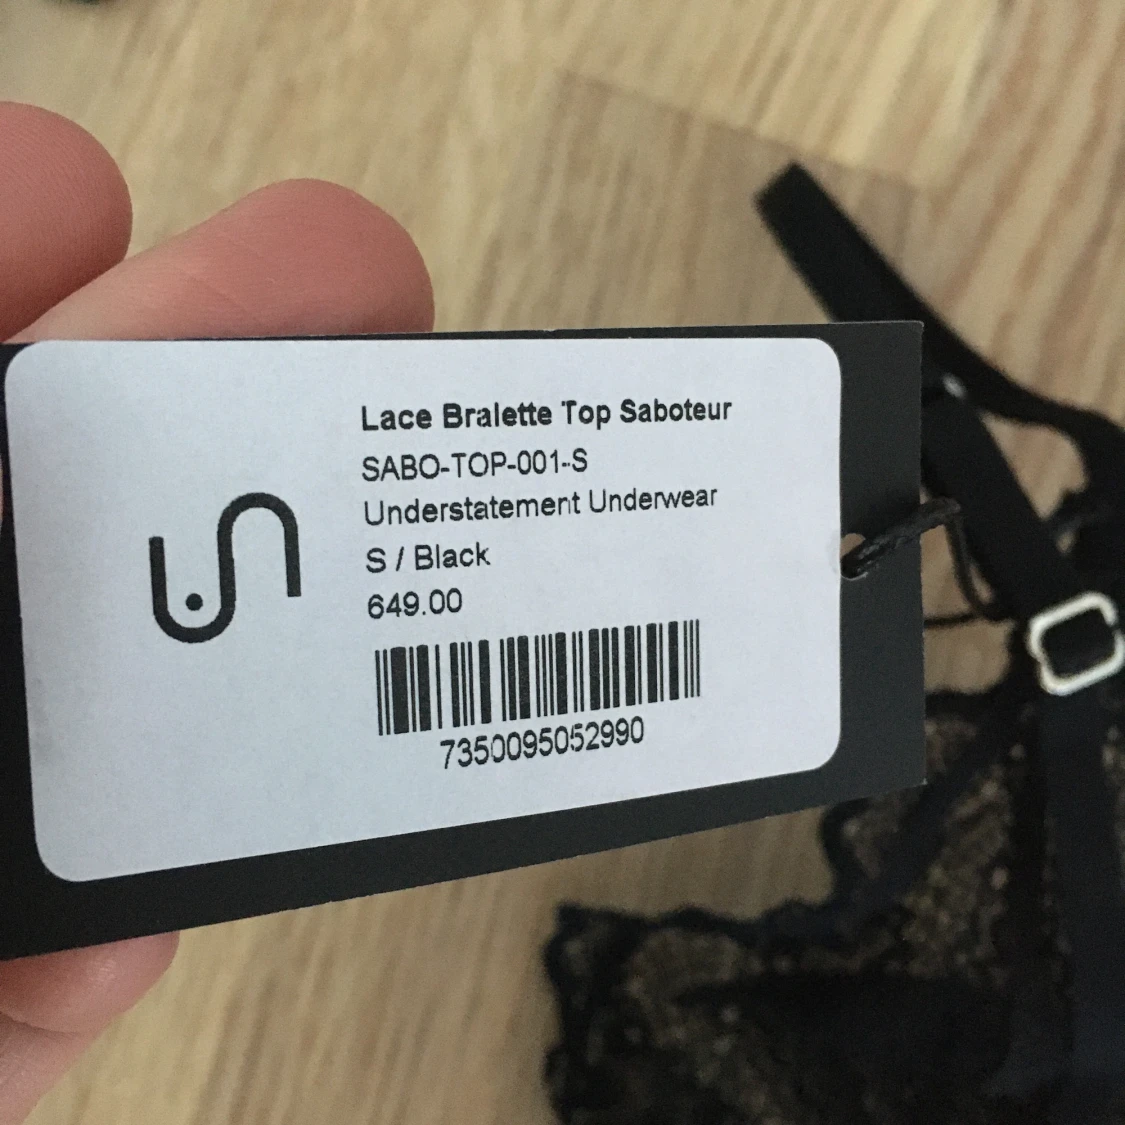 Lace Bralette Top Saboteur
SABO-TOP-001-S
Understatement Underwear
S / Black
649.00
7350095052990